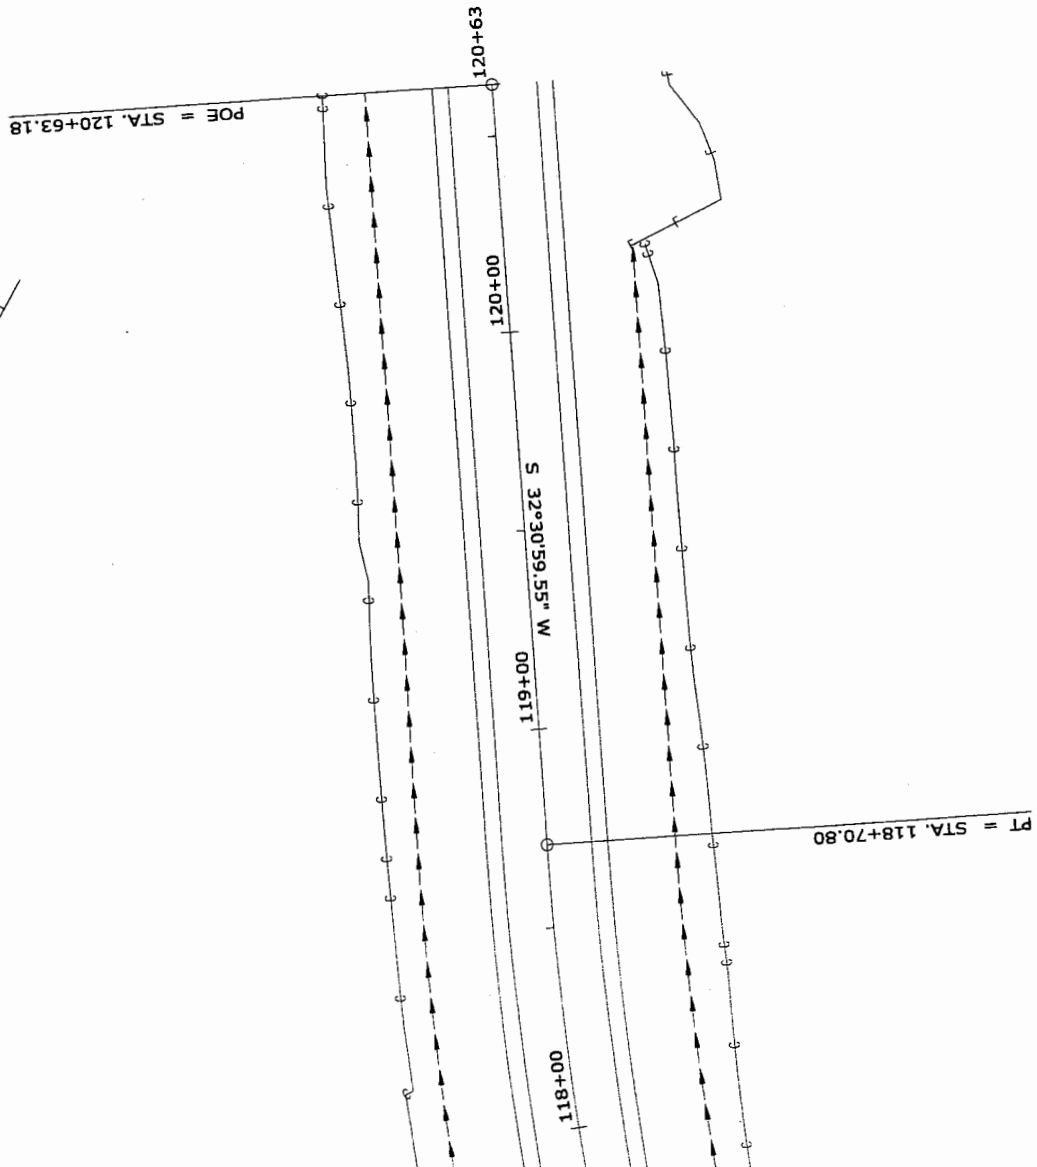 120+63
POE = STA. 120+63.18
120+00
S 32°30'59.55" W
119+00
PT = STA. 118+70.80
118+00